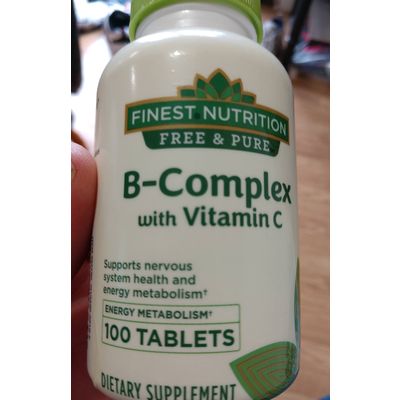 FINEST NUTRITION
FREE & PURE
B-Complex
with Vitamin C
Supports nervous
system health and
energy metabolism†
ENERGY METABOLISM†
100 TABLETS
DIETARY SUPPLEMENT